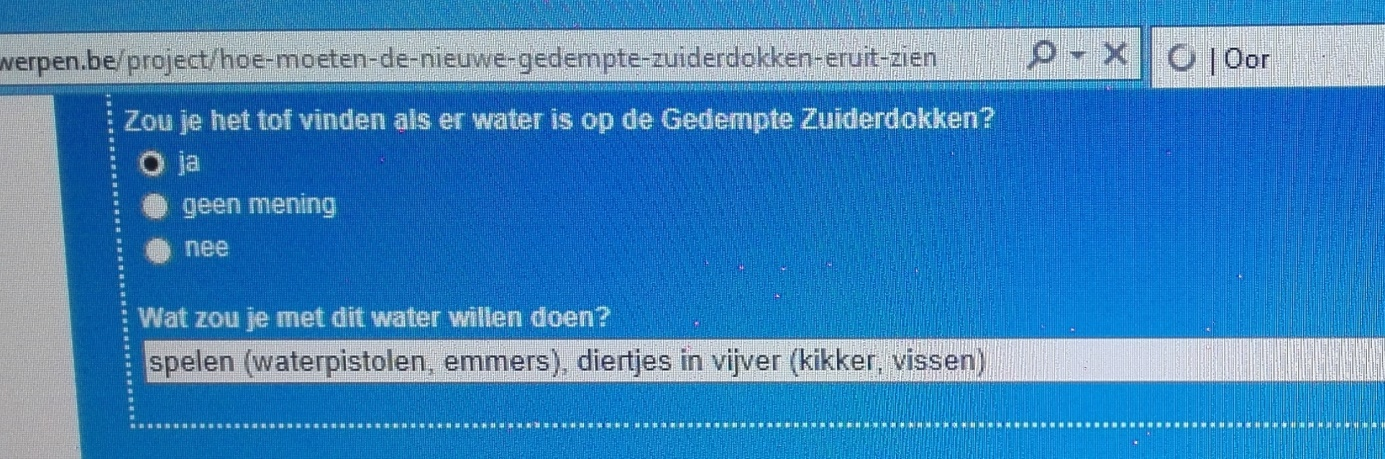 werpen.be/project/hoe-moeten-de-nieuwe-gedempte-zuiderdokken-eruit-zien
| Oor
Zou je het tof vinden als er water is op de Gedempte Zuiderdokken?
ja
geen mening
nee
Wat zou je met dit water willen doen?
spelen (waterpistolen, emmers), diertjes in vijver (kikker, vissen)